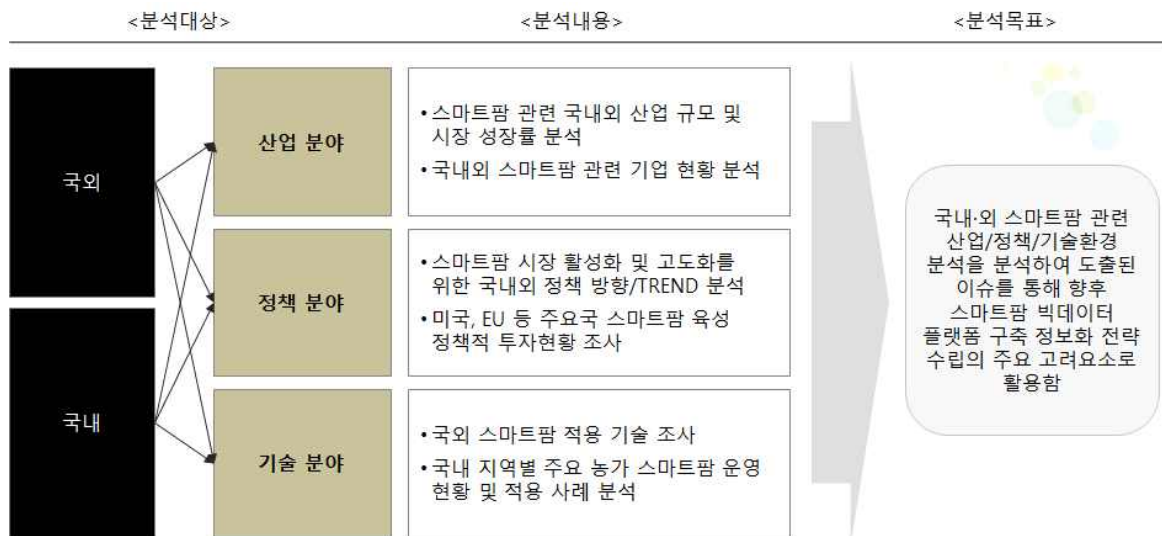 <분석대상>
<분석내용>
<분석목표>
국외
국내
산업 분야
• 스마트팜 관련 국내외 산업 규모 및
시장 성장률 분석
• 국내외 스마트팜 관련 기업 현황 분석
정책 분야
• 스마트팜 시장 활성화 및 고도화를
위한 국내외 정책 방향/TREND 분석
• 미국, EU 등 주요국 스마트팜 육성
정책적 투자현황 조사
기술 분야
• 국외 스마트팜 적용 기술 조사
• 국내 지역별 주요 농가 스마트팜 운영
현황 및 적용 사례 분석
국내·외 스마트팜 관련
산업/정책/기술환경
분석을 분석하여 도출된
이슈를 통해 향후
스마트팜 빅데이터
플랫폼 구축 정보화 전략
수립의 주요 고려요소로
활용함